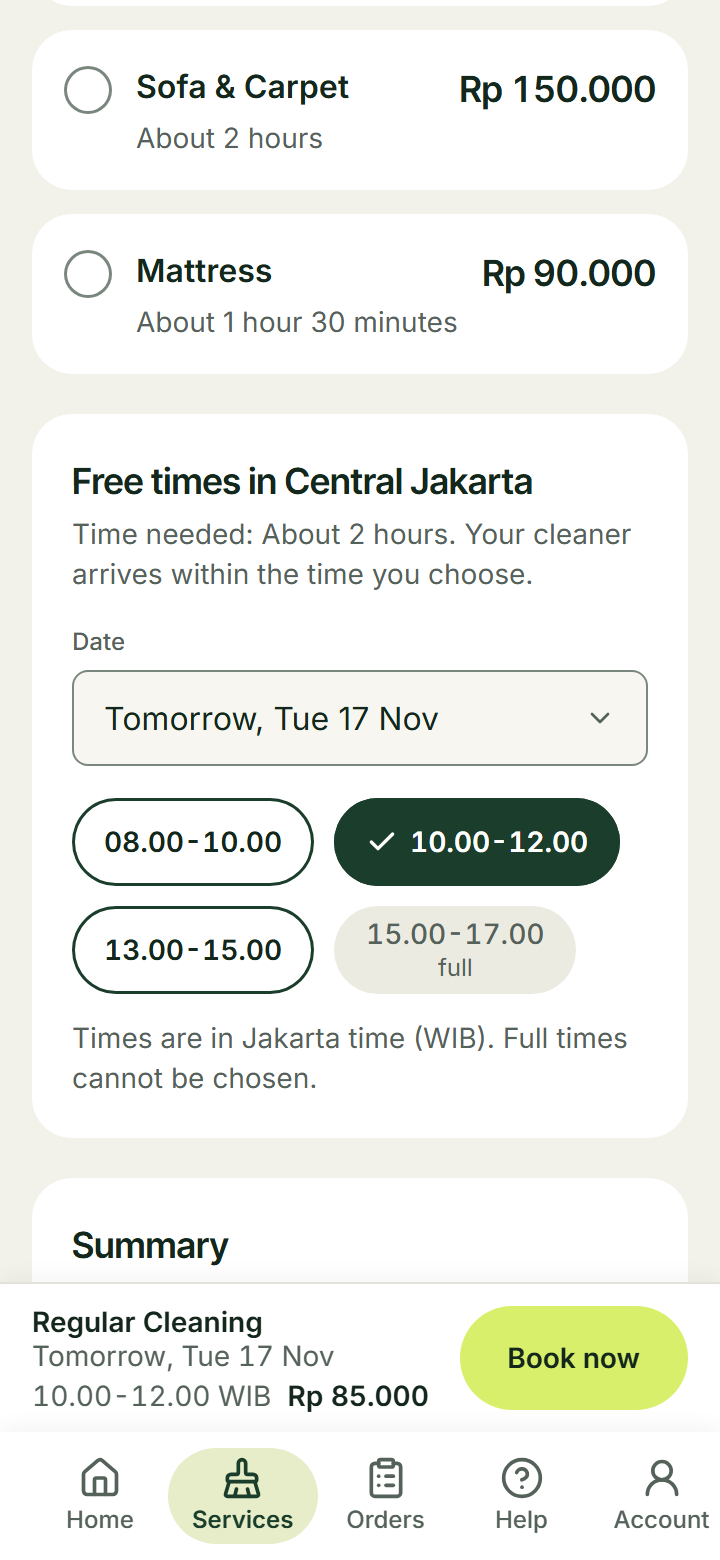 Sofa & Carpet
Rp 150.000
About 2 hours
Mattress
Rp 90.000
About 1 hour 30 minutes
Free times in Central Jakarta
Time needed: About 2 hours. Your cleaner
arrives within the time you choose.
Date
Tomorrow, Tue 17 Nov
08.00-10.00
10.00-12.00
13.00-15.00
15.00-17.00
full
Times are in Jakarta time (WIB). Full times
cannot be chosen.
Summary
Regular Cleaning
Tomorrow, Tue 17 Nov
10.00-12.00 WIB Rp 85.000
Book now
Home
Services
Orders
Help
Account